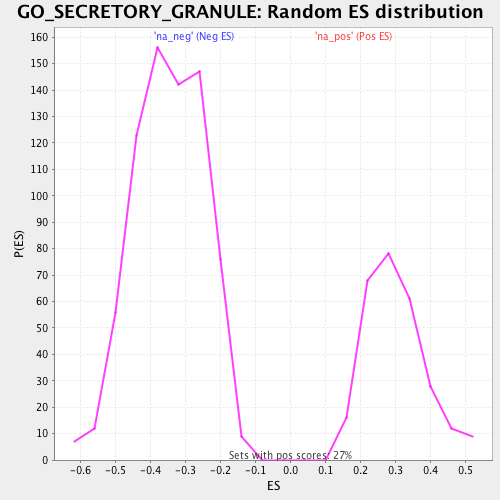 GO_SECRETORY_GRANULE: Random ES distribution
'na_neg' (Neg ES) 'na_pos' (Pos ES)
160
150
140
130
120
110
100
90
80
70
60
50
40
30
20
10
0
P(ES)
Sets with pos scores: 27%
-0.6 -0.5 -0.4 -0.3 -0.2 -0.1 0.0 0.1 0.2 0.3 0.4 0.5
ES